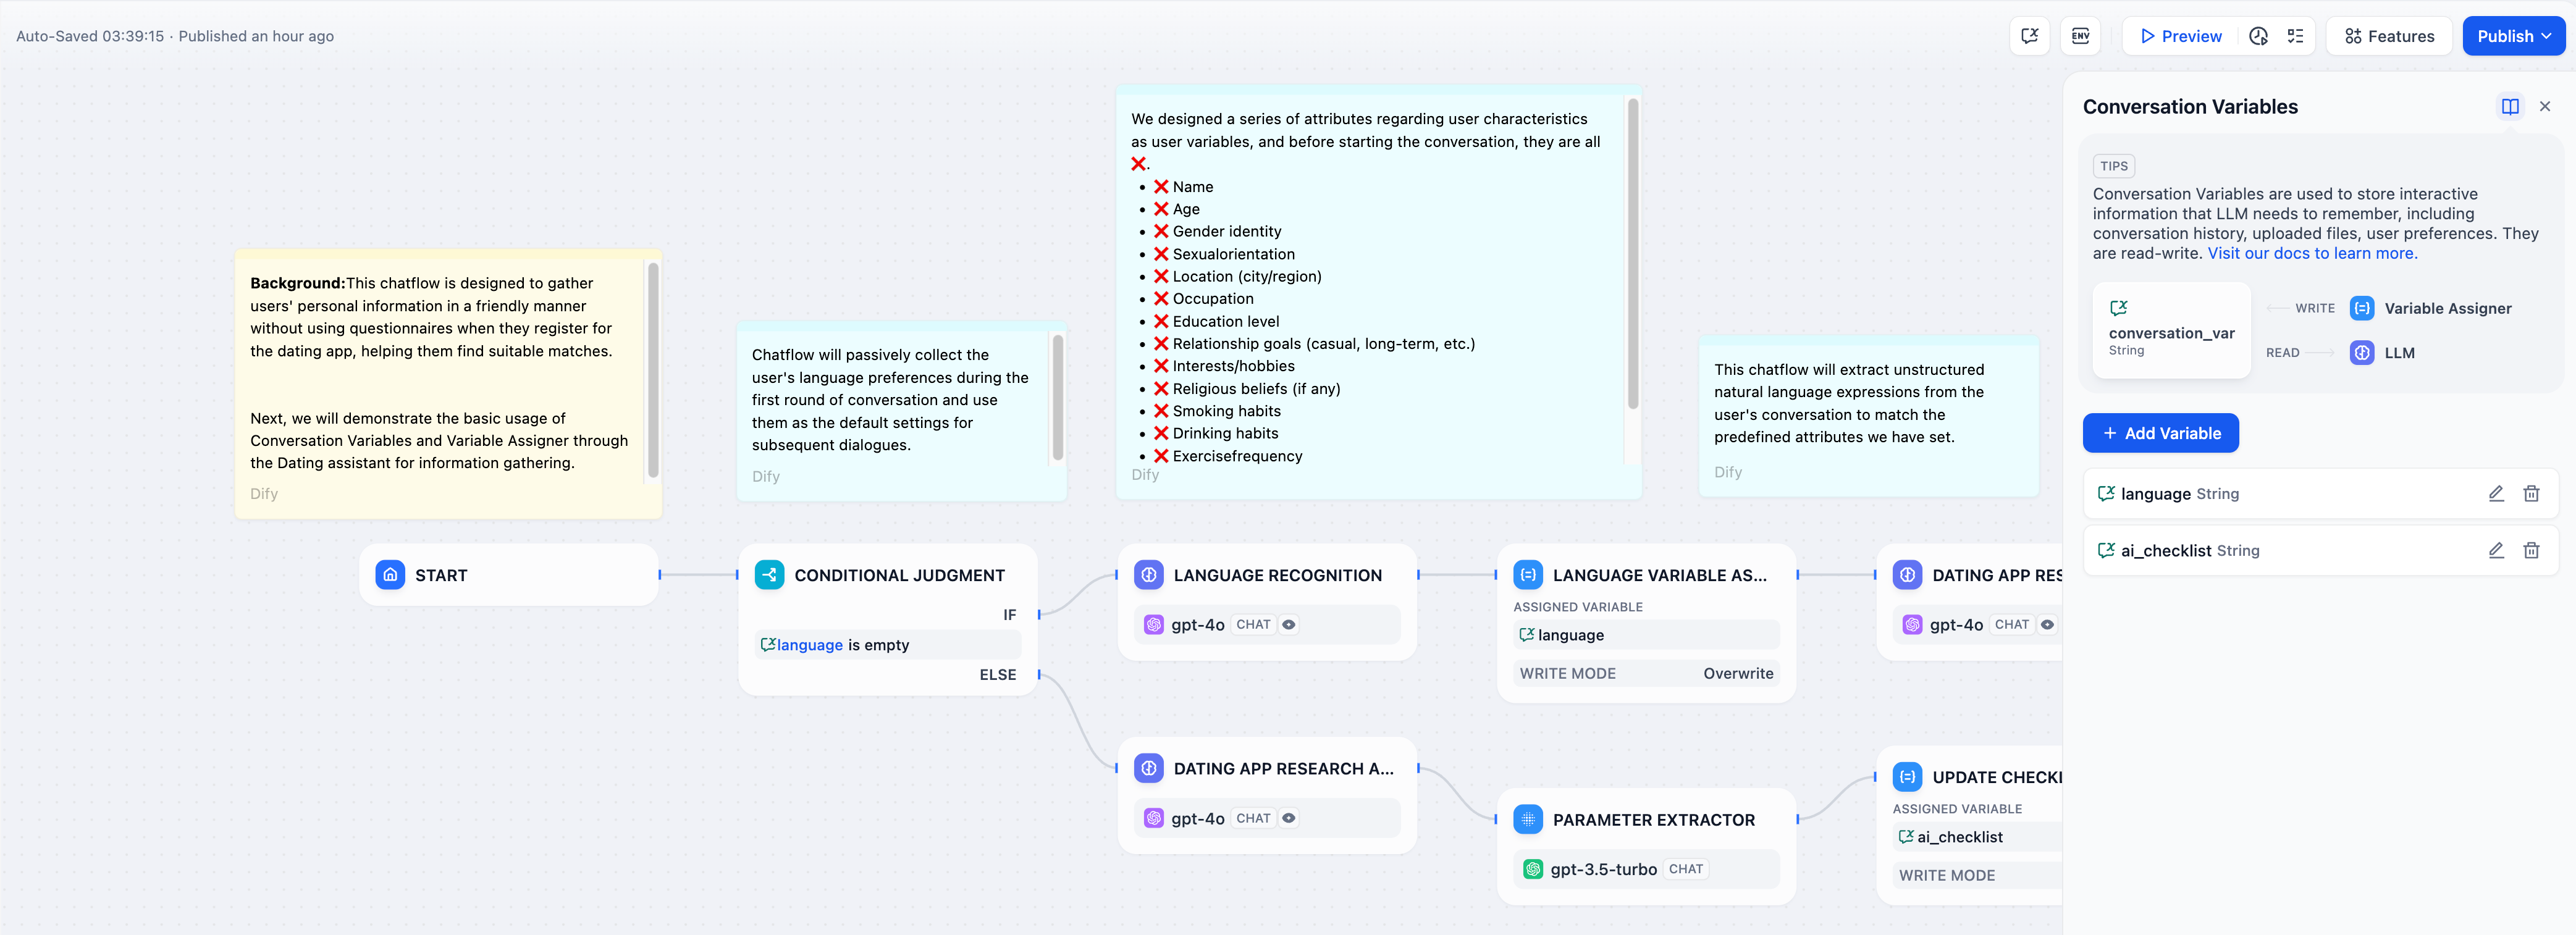 Auto-Saved 03:39:15 · Published an hour ago
ENV
Preview
Features
Publish
Background:This chatflow is designed to gather
users' personal information in a friendly manner
without using questionnaires when they register for
the dating app, helping them find suitable matches.
Next, we will demonstrate the basic usage of
Conversation Variables and Variable Assigner through
the Dating assistant for information gathering.
Dify
Chatflow will passively collect the
user's language preferences during the
first round of conversation and use
them as the default settings for
subsequent dialogues.
Dify
We designed a series of attributes regarding user characteristics
as user variables, and before starting the conversation, they are all
❌.
• ❌ Name
• ❌ Age
• ❌ Gender identity
• ❌ Sexualorientation
• ❌ Location (city/region)
• ❌ Occupation
• ❌ Education level
• ❌ Relationship goals (casual, long-term, etc.)
• ❌ Interests/hobbies
• ❌ Religious beliefs (if any)
• ❌ Smoking habits
• ❌ Drinking habits
• ❌ Exercisefrequency
Dify
This chatflow will extract unstructured
natural language expressions from the
user's conversation to match the
predefined attributes we have set.
Dify
START
CONDITIONAL JUDGMENT
IF
language is empty
ELSE
LANGUAGE RECOGNITION
gpt-4o CHAT
LANGUAGE VARIABLE AS...
ASSIGNED VARIABLE
language
WRITE MODE Overwrite
DATING APP RES
gpt-4o CHAT
DATING APP RESEARCH A...
gpt-4o CHAT
PARAMETER EXTRACTOR
gpt-3.5-turbo CHAT
UPDATE CHECKL
ASSIGNED VARIABLE
ai_checklist
WRITE MODE
Conversation Variables
TIPS
Conversation Variables are used to store interactive
information that LLM needs to remember, including
conversation history, uploaded files, user preferences. They
are read-write. Visit our docs to learn more.
conversation_var
String
WRITE Variable Assigner
READ LLM
+ Add Variable
language String
ai_checklist String